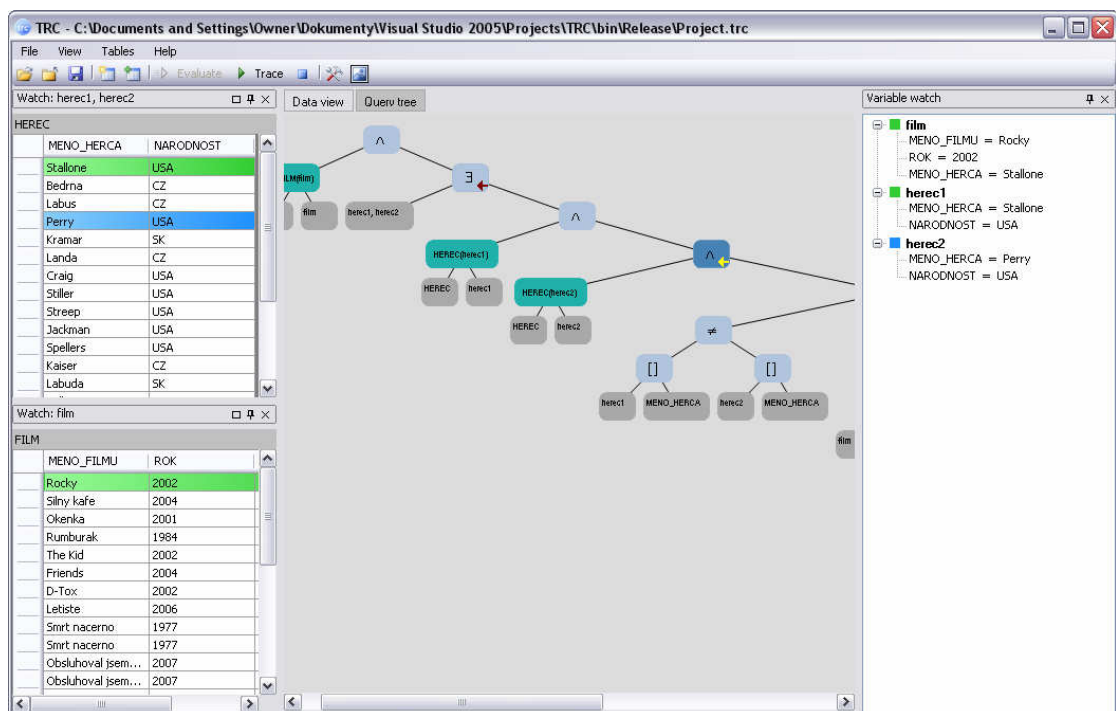 TRC - C:\Documents and Settings\Owner\Dokumenty\Visual Studio 2005\Projects\TRC\bin\Release\Project.trc
File View Tables Help
Evaluate Trace
Watch: herec1, herec2
HEREC
MENO_HERCA NARODNOST
Stallone USA
Bedrna CZ
Labus CZ
Perry USA
Kramar SK
Landa CZ
Craig USA
Stiller USA
Streep USA
Jackman USA
Spellers USA
Kaiser CZ
Labuda SK
Watch: film
FILM
MENO_FILMU ROK
Rocky 2002
Silny kafe 2004
Okenka 2001
Rumburak 1984
The Kid 2002
Friends 2004
D-Tox 2002
Letiste 2006
Smrt nacerno 1977
Smrt nacerno 1977
Obsluhoval jsem... 2007
Obsluhoval jsem... 2007
Data view Query tree
∧
ILM(film) ∃
film herec1, herec2 ∧
HEREC(herec1) ∧
HEREC herec1 HEREC(herec2)
HEREC herec2 ≠
[] []
herec1 MENO_HERCA herec2 MENO_HERCA
film
Variable watch
film
MENO_FILMU = Rocky
ROK = 2002
MENO_HERCA = Stallone
herec1
MENO_HERCA = Stallone
NARODNOST = USA
herec2
MENO_HERCA = Perry
NARODNOST = USA